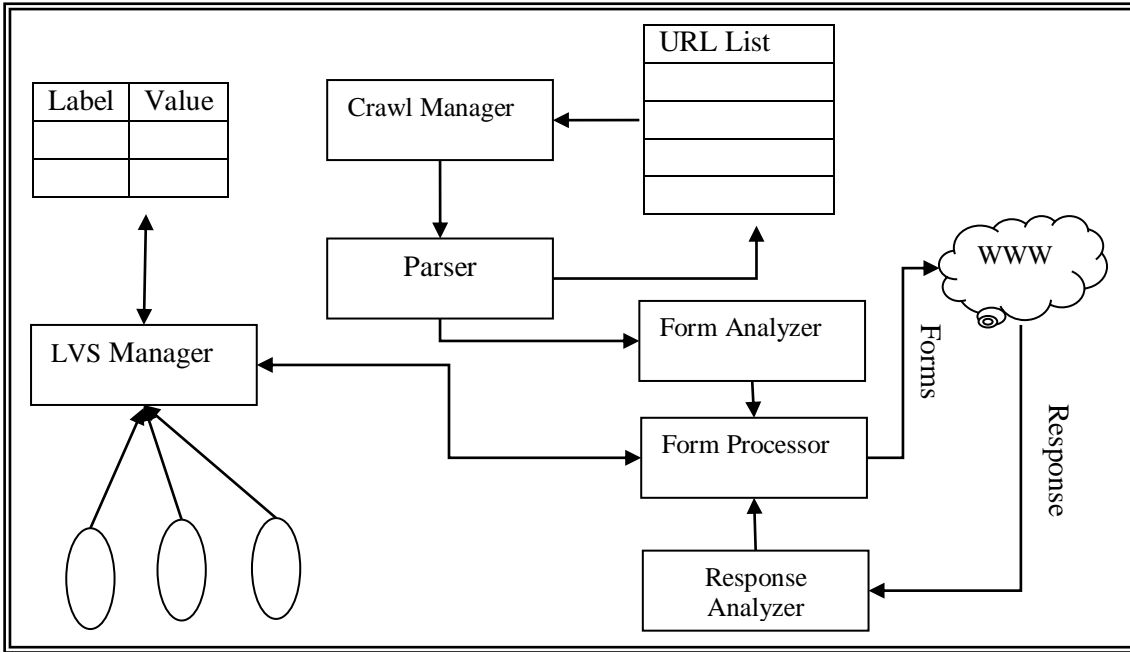 URL List
Label Value
Crawl Manager
Parser
WWW
LVS Manager
Form Analyzer
Forms
Form Processor
Response
Response
Analyzer